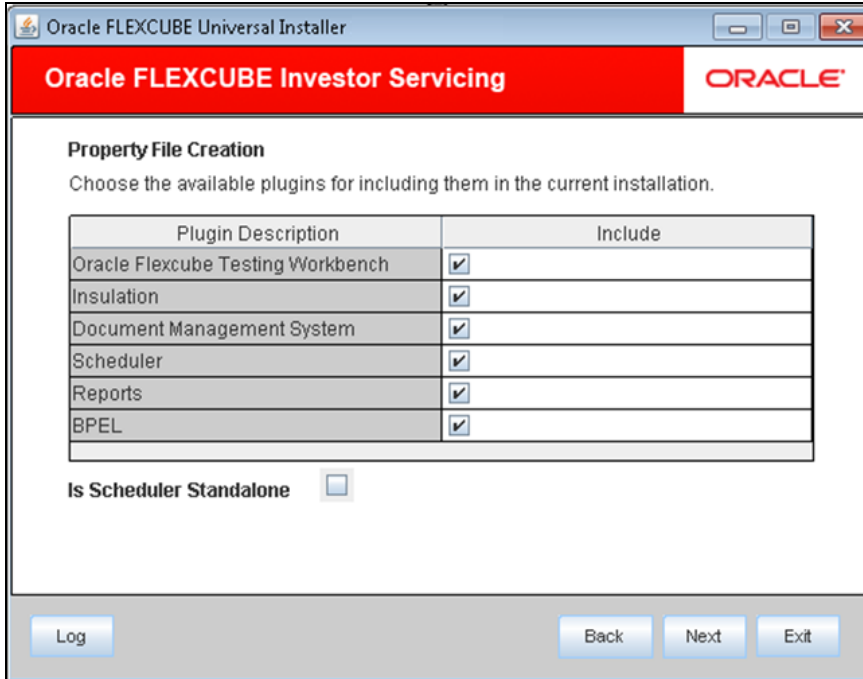 Oracle FLEXCUBE Universal Installer
Oracle FLEXCUBE Investor Servicing
ORACLE
Property File Creation
Choose the available plugins for including them in the current installation.
Plugin Description Include
Oracle Flexcube Testing Workbench
Insulation
Document Management System
Scheduler
Reports
BPEL
Is Scheduler Standalone
Log Back Next Exit